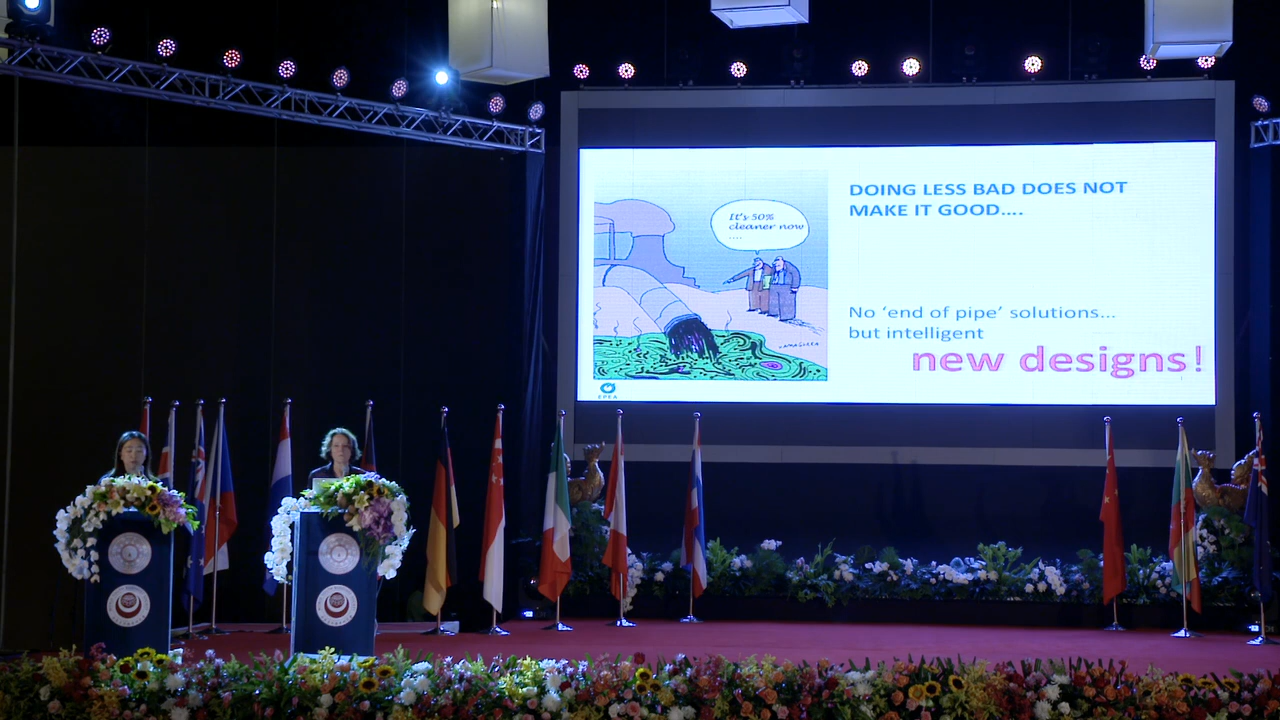 DOING LESS BAD DOES NOT
MAKE IT GOOD....
It's 50%
cleaner now
....
No ‘end of pipe’ solutions...
but intelligent
new designs!
EPEA